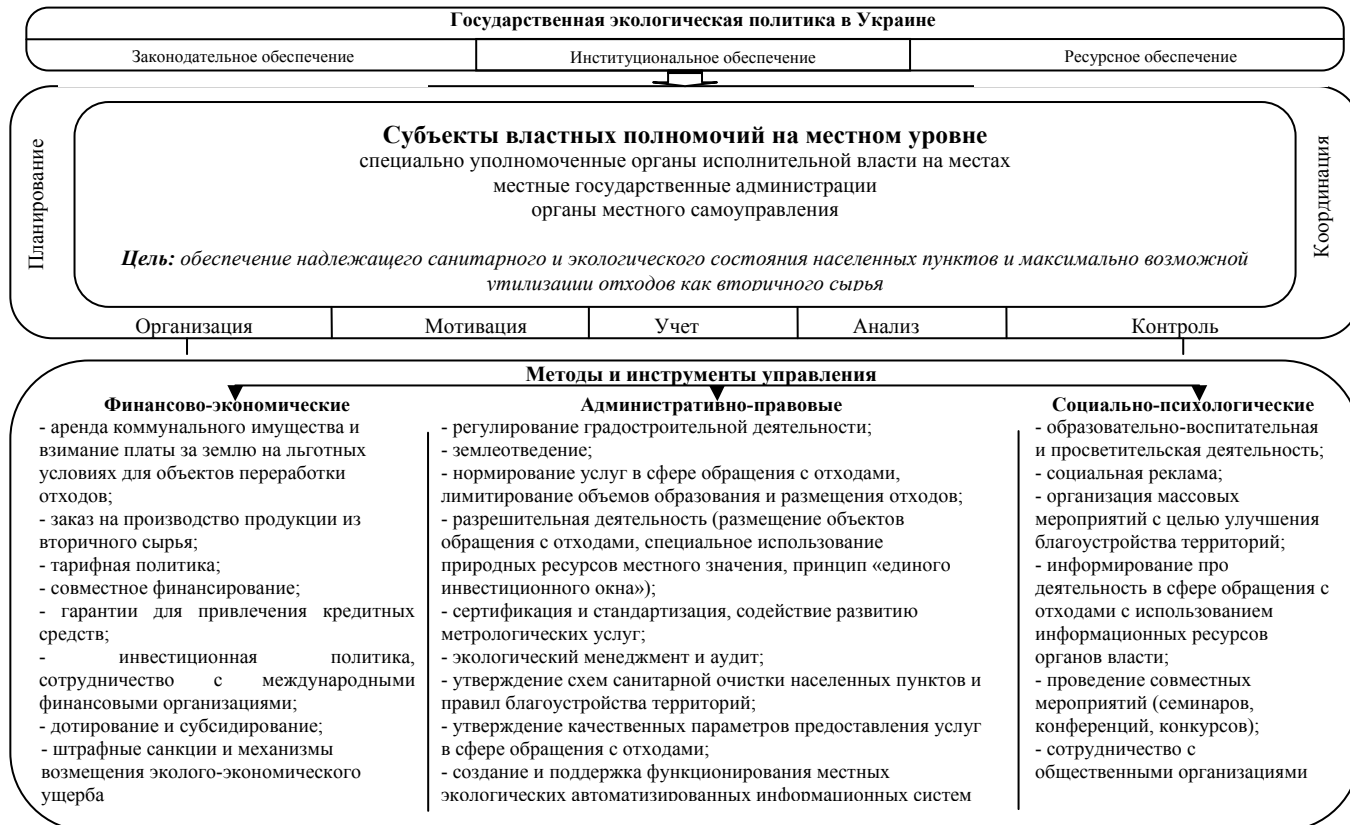 Государственная экологическая политика в Украине
Законодательное обеспечение
Институциональное обеспечение
Ресурсное обеспечение
Планирование
Субъекты властных полномочий на местном уровне
специально уполномоченные органы исполнительной власти на местах
местные государственные администрации
органы местного самоуправления
Цель: обеспечение надлежащего санитарного и экологического состояния населенных пунктов и максимально возможной
утилизации отходов как вторичного сырья
Координация
Организация
Мотивация
Учет
Анализ
Контроль
Методы и инструменты управления
Финансово-экономические
- аренда коммунального имущества и
взимание платы за землю на льготных
условиях для объектов переработки
отходов;
- заказ на производство продукции из
вторичного сырья;
- тарифная политика;
- совместное финансирование;
- гарантии для привлечения кредитных
средств;
- инвестиционная политика,
сотрудничество с международными
финансовыми организациями;
- дотирование и субсидирование;
- штрафные санкции и механизмы
возмещения эколого-экономического
ущерба
Административно-правовые
- регулирование градостроительной деятельности;
- землеотведение;
- нормирование услуг в сфере обращения с отходами,
лимитирование объемов образования и размещения отходов;
- разрешительная деятельность (размещение объектов
обращения с отходами, специальное использование
природных ресурсов местного значения, принцип «единого
инвестиционного окна»);
- сертификация и стандартизация, содействие развитию
метрологических услуг;
- экологический менеджмент и аудит;
- утверждение схем санитарной очистки населенных пунктов и
правил благоустройства территорий;
- утверждение качественных параметров предоставления услуг
в сфере обращения с отходами;
- создание и поддержка функционирования местных
экологических автоматизированных информационных систем
Социально-психологические
- образовательно-воспитательная
и просветительская деятельность;
- социальная реклама;
- организация массовых
мероприятий с целью улучшения
благоустройства территорий;
- информирование про
деятельность в сфере обращения с
отходами с использованием
информационных ресурсов
органов власти;
- проведение совместных
мероприятий (семинаров,
конференций, конкурсов);
- сотрудничество с
общественными организациями